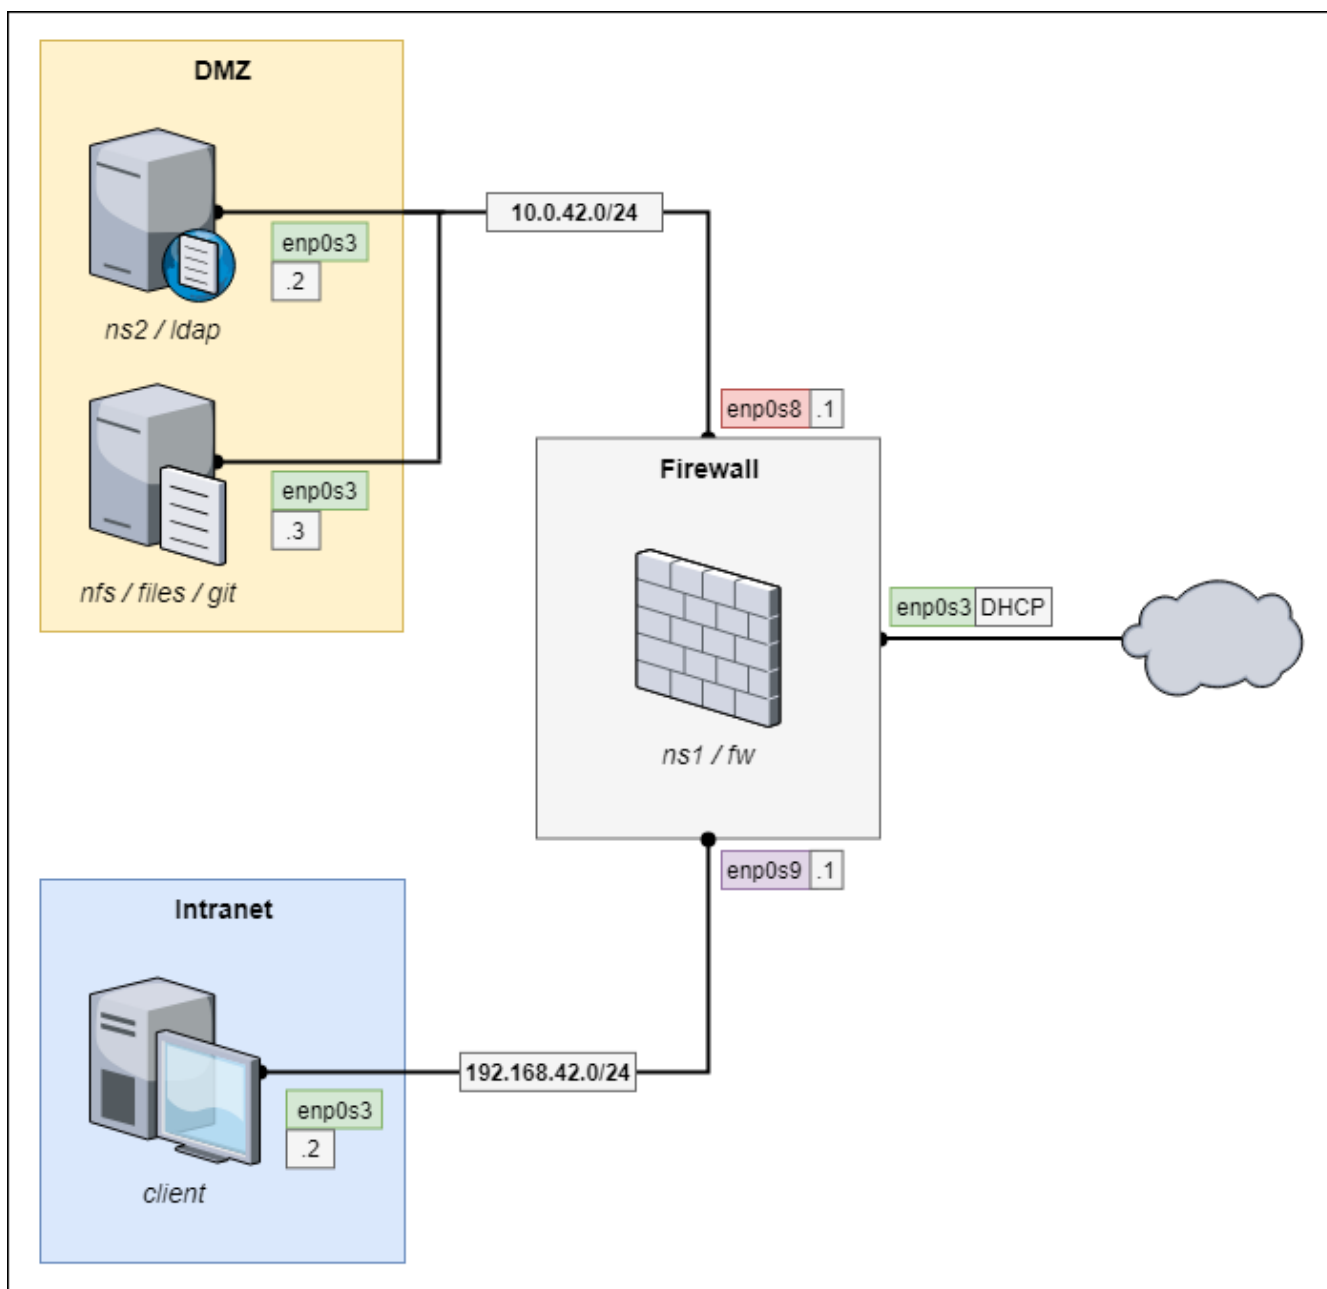 DMZ
enp0s3
.2
ns2 / ldap
enp0s3
.3
nfs / files / git
10.0.42.0/24
enp0s8 .1
Firewall
ns1 / fw
enp0s3 DHCP
enp0s9 .1
Intranet
192.168.42.0/24
enp0s3
.2
client